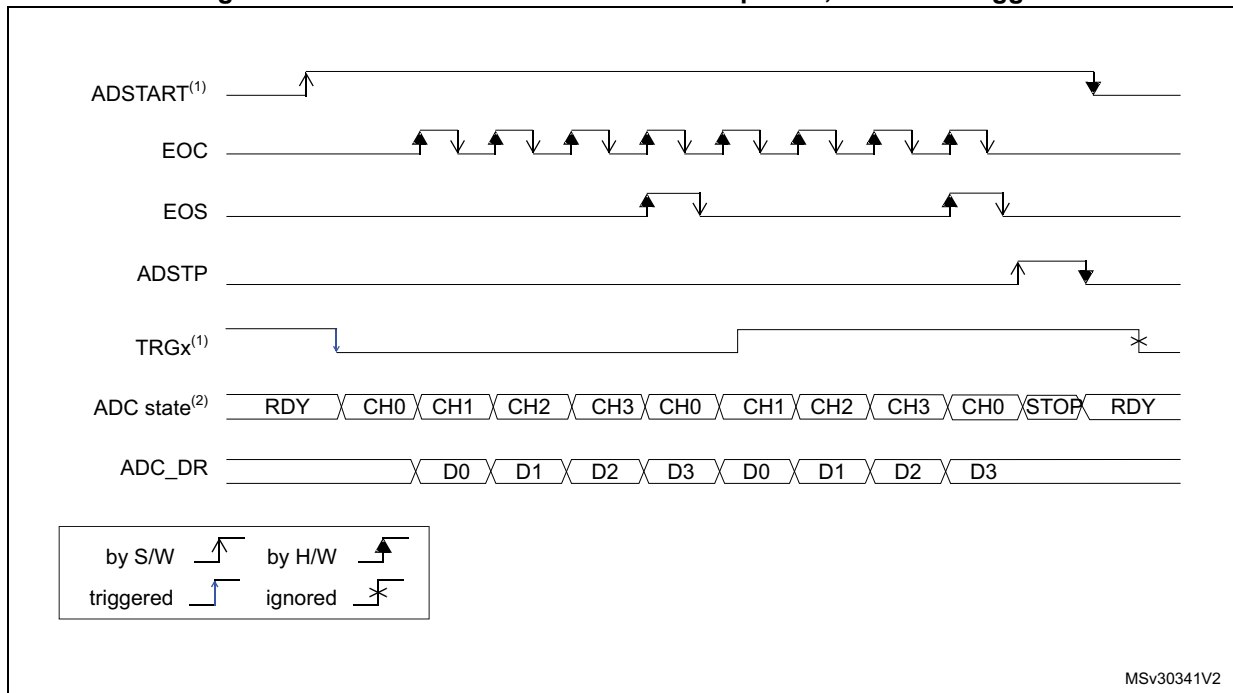 ADSTART(1)
EOC
EOS
ADSTP
TRGx(1)
ADC state(2) RDY CH0 CH1 CH2 CH3 CH0 CH1 CH2 CH3 CH0 STOP RDY
ADC_DR D0 D1 D2 D3 D0 D1 D2 D3
by S/W by H/W
triggered ignored
MSv30341V2